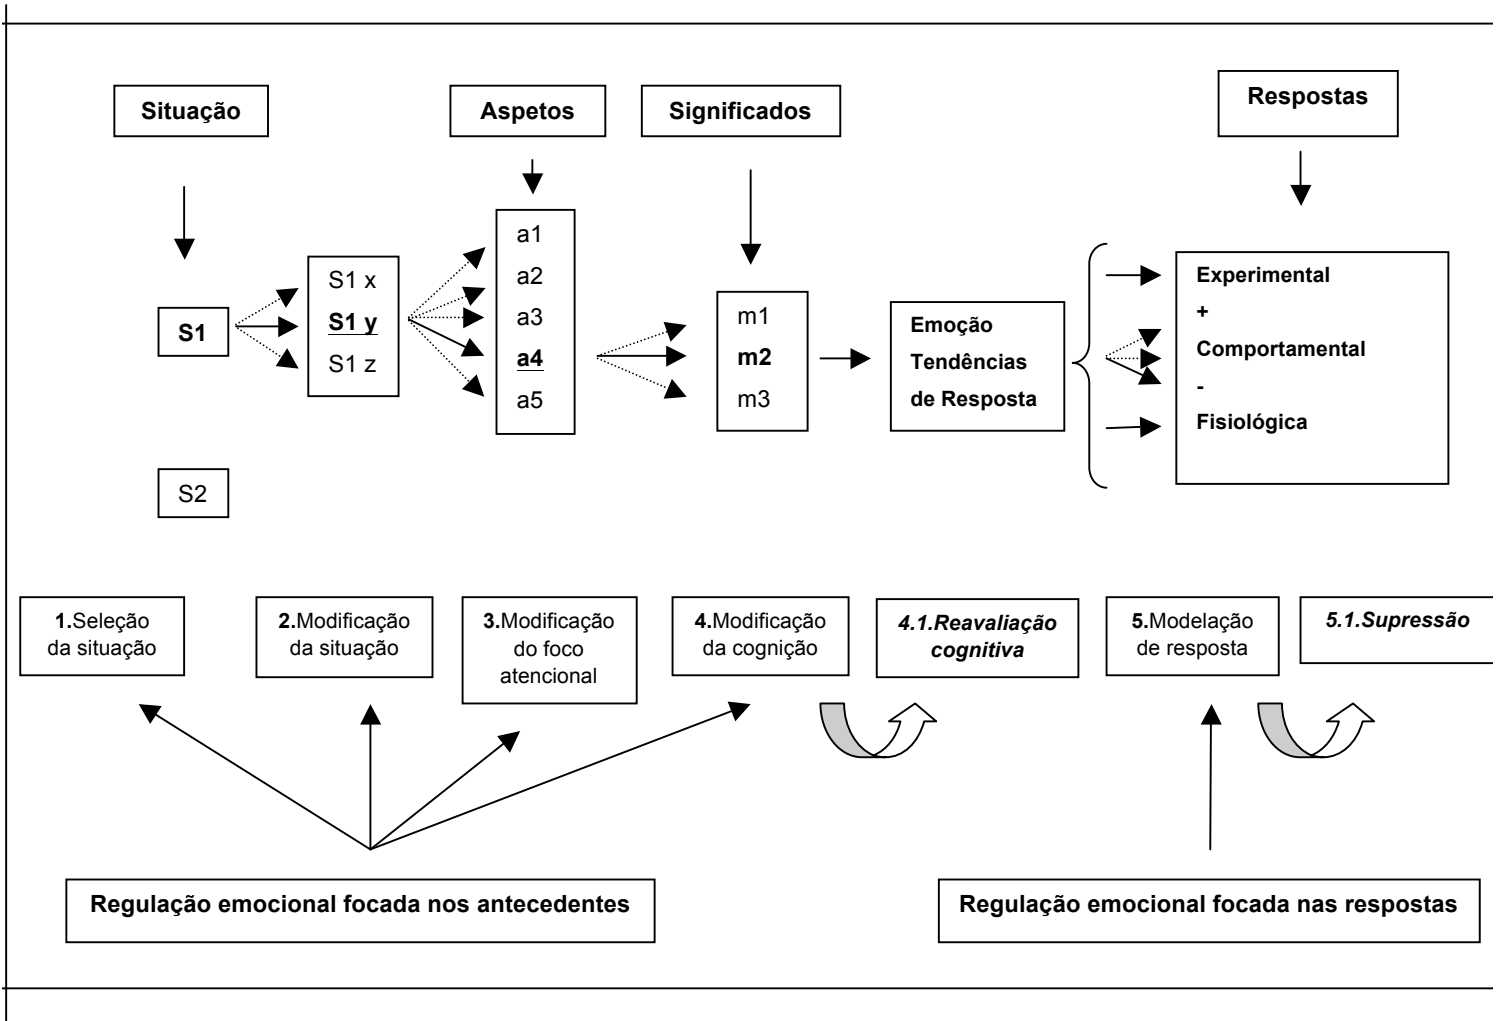 Situação
Aspetos
Significados
Respostas
S1
S1 x
S1 y
S1 z
a1
a2
a3
a4
a5
m1
m2
m3
Emoção
Tendências
de Resposta
Experimental
+
Comportamental
-
Fisiológica
S2
1.Seleção
da situação
2.Modificação
da situação
3.Modificação
do foco
atencional
4.Modificação
da cognição
4.1.Reavaliação
cognitiva
5.Modelação
de resposta
5.1.Supressão
Regulação emocional focada nos antecedentes
Regulação emocional focada nas respostas